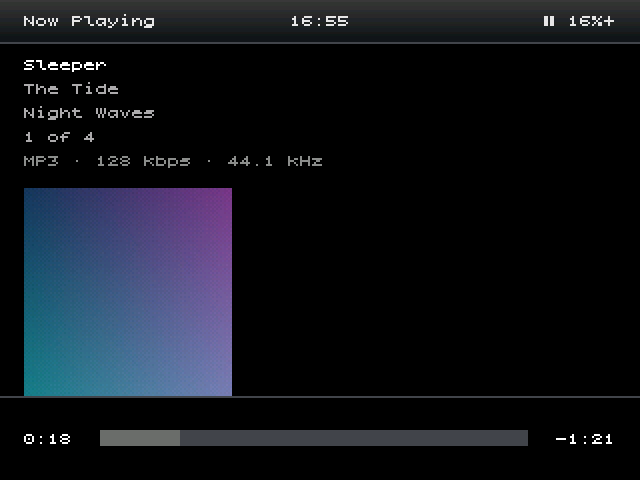 Now Playing 16:55 16%+
Sleeper
The Tide
Night Waves
1 of 4
MP3 · 128 kbps · 44.1 kHz
0:18 -1:21